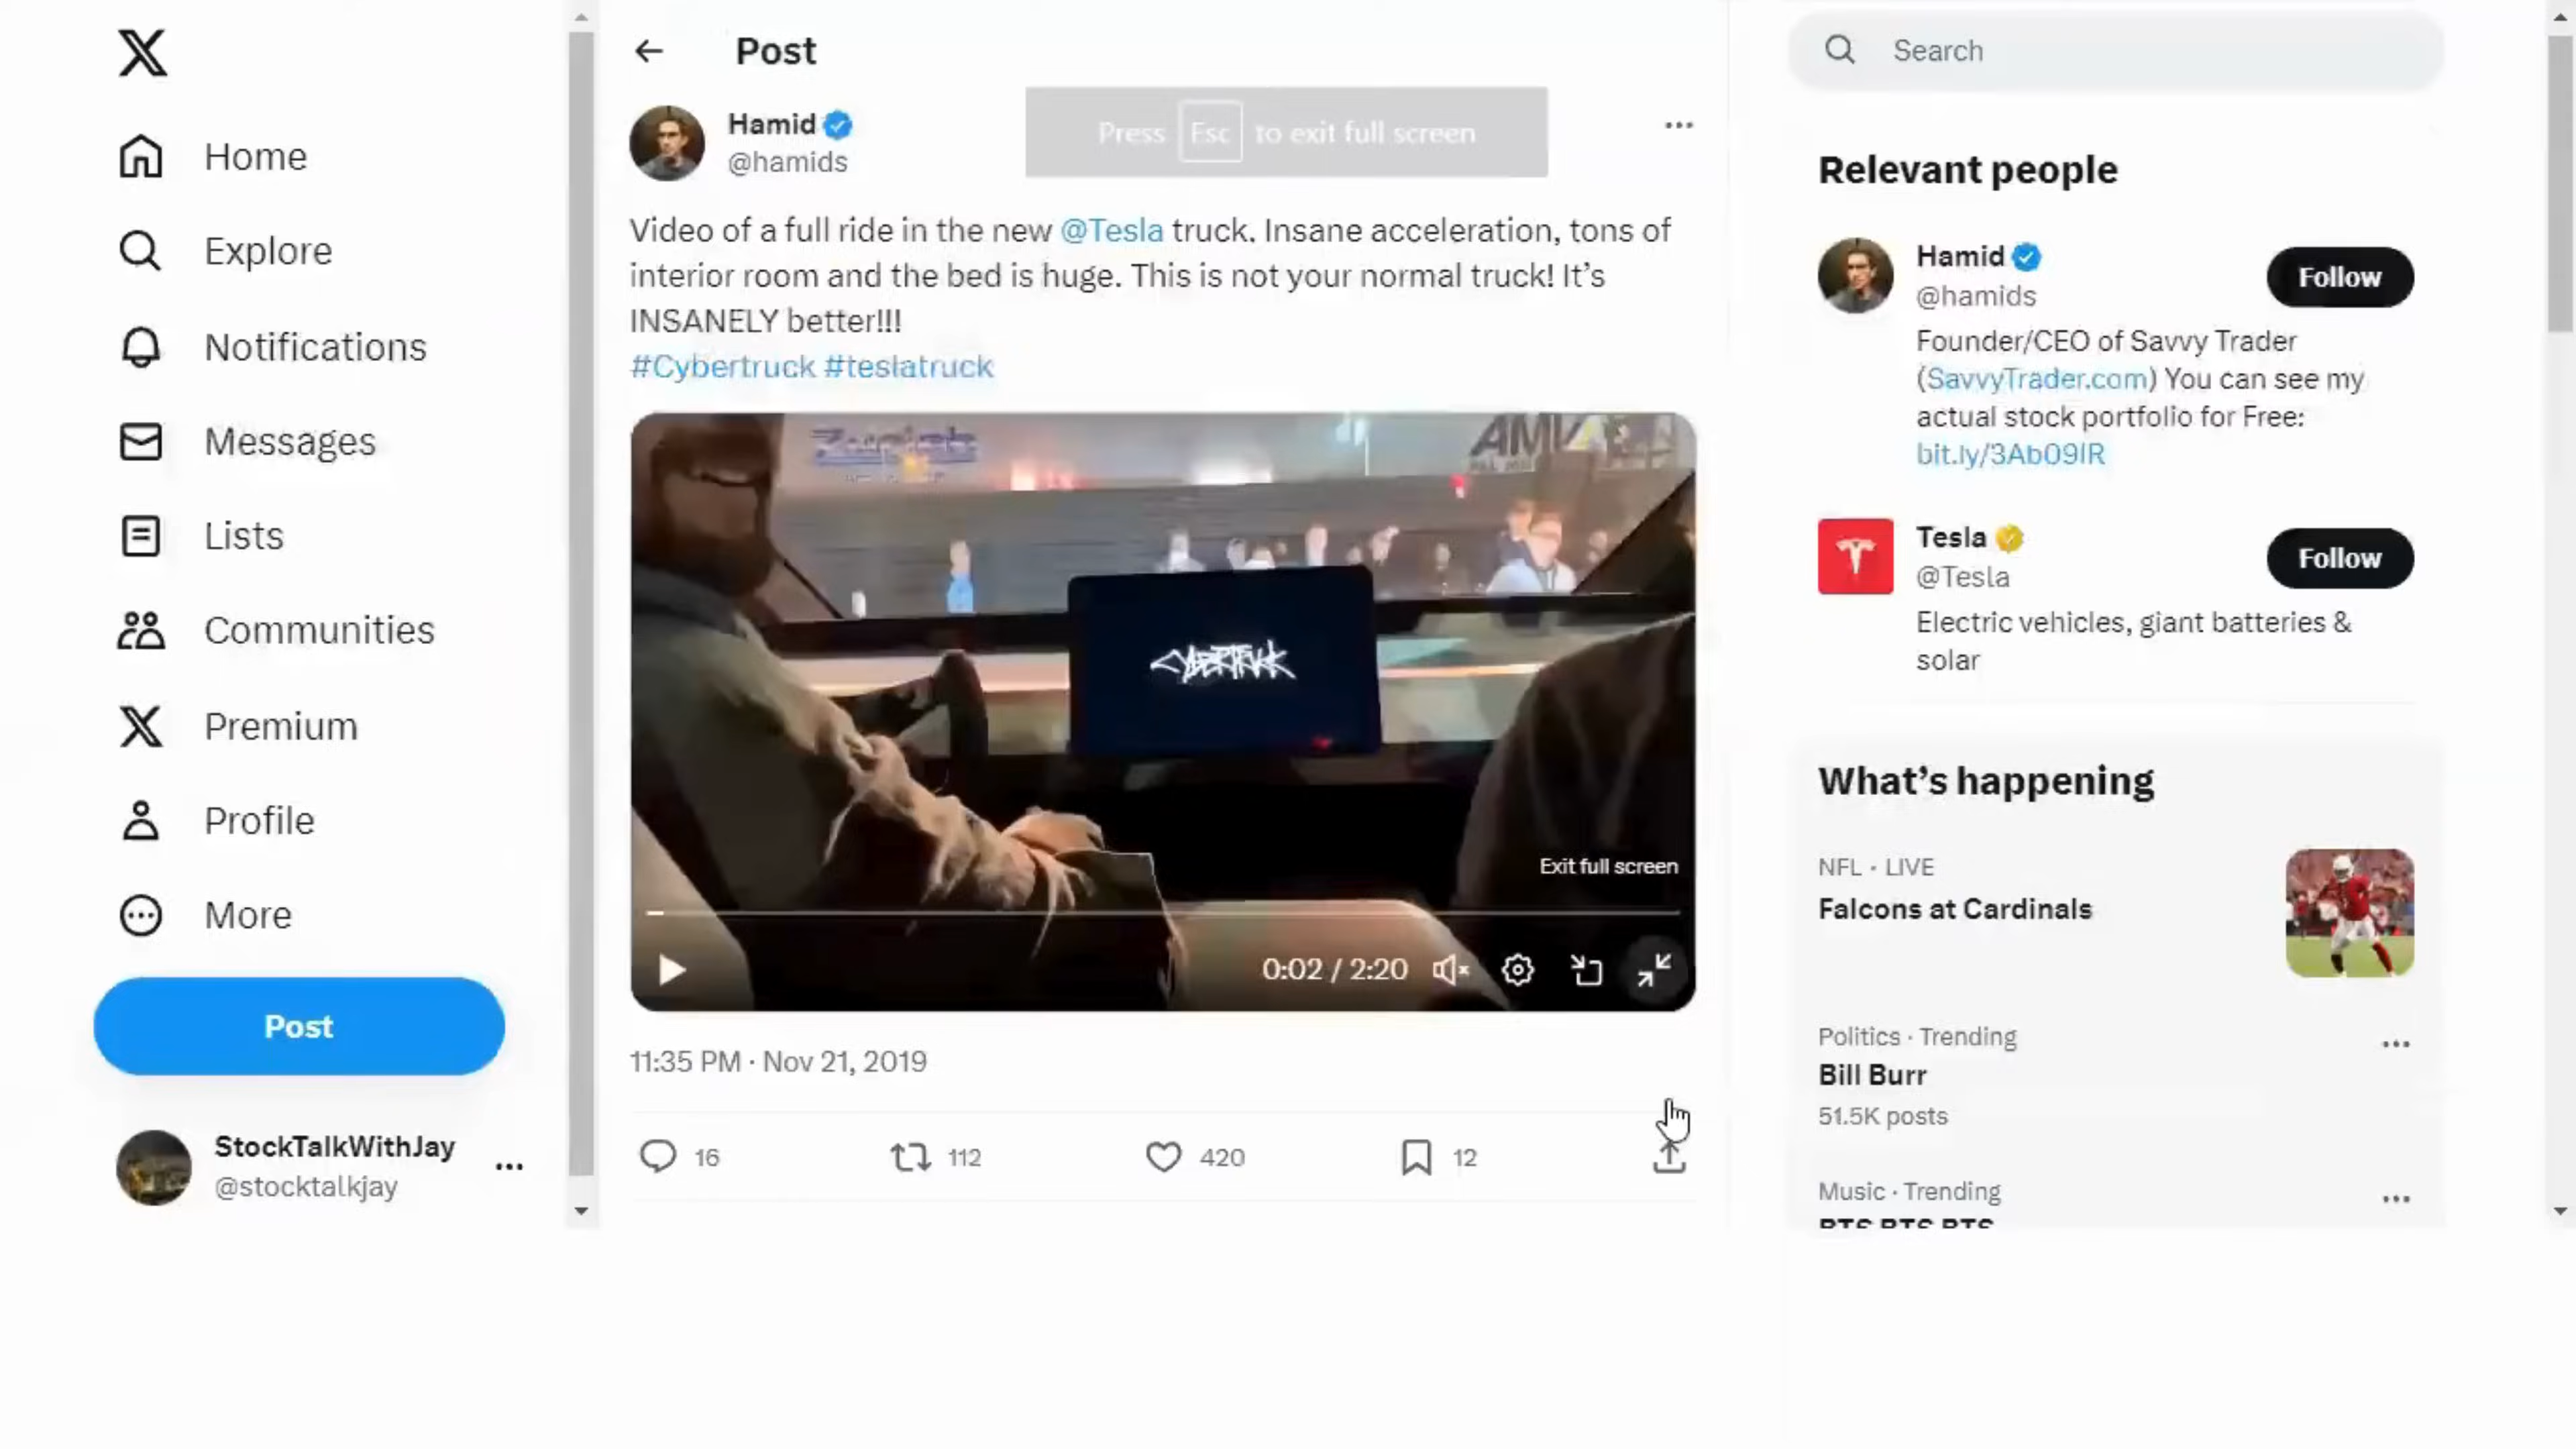 Home
Explore
Notifications
Messages
Lists
Communities
Premium
Profile
More
Post
StockTalkWithJay
@stocktalkjay
Post
Hamid
@hamids
Press Esc to exit full screen
Video of a full ride in the new @Tesla truck. Insane acceleration, tons of
interior room and the bed is huge. This is not your normal truck! It’s
INSANELY better!!!
#Cybertruck #teslatruck
CYBERTRUCK
Exit full screen
0:02 / 2:20
11:35 PM · Nov 21, 2019
16
112
420
12
Search
Relevant people
Hamid
@hamids
Follow
Founder/CEO of Savvy Trader
(SavvyTrader.com) You can see my
actual stock portfolio for Free:
bit.ly/3Ab09IR
Tesla
@Tesla
Follow
Electric vehicles, giant batteries &
solar
What’s happening
NFL · LIVE
Falcons at Cardinals
Politics · Trending
Bill Burr
51.5K posts
Music · Trending
BTS BTS BTS